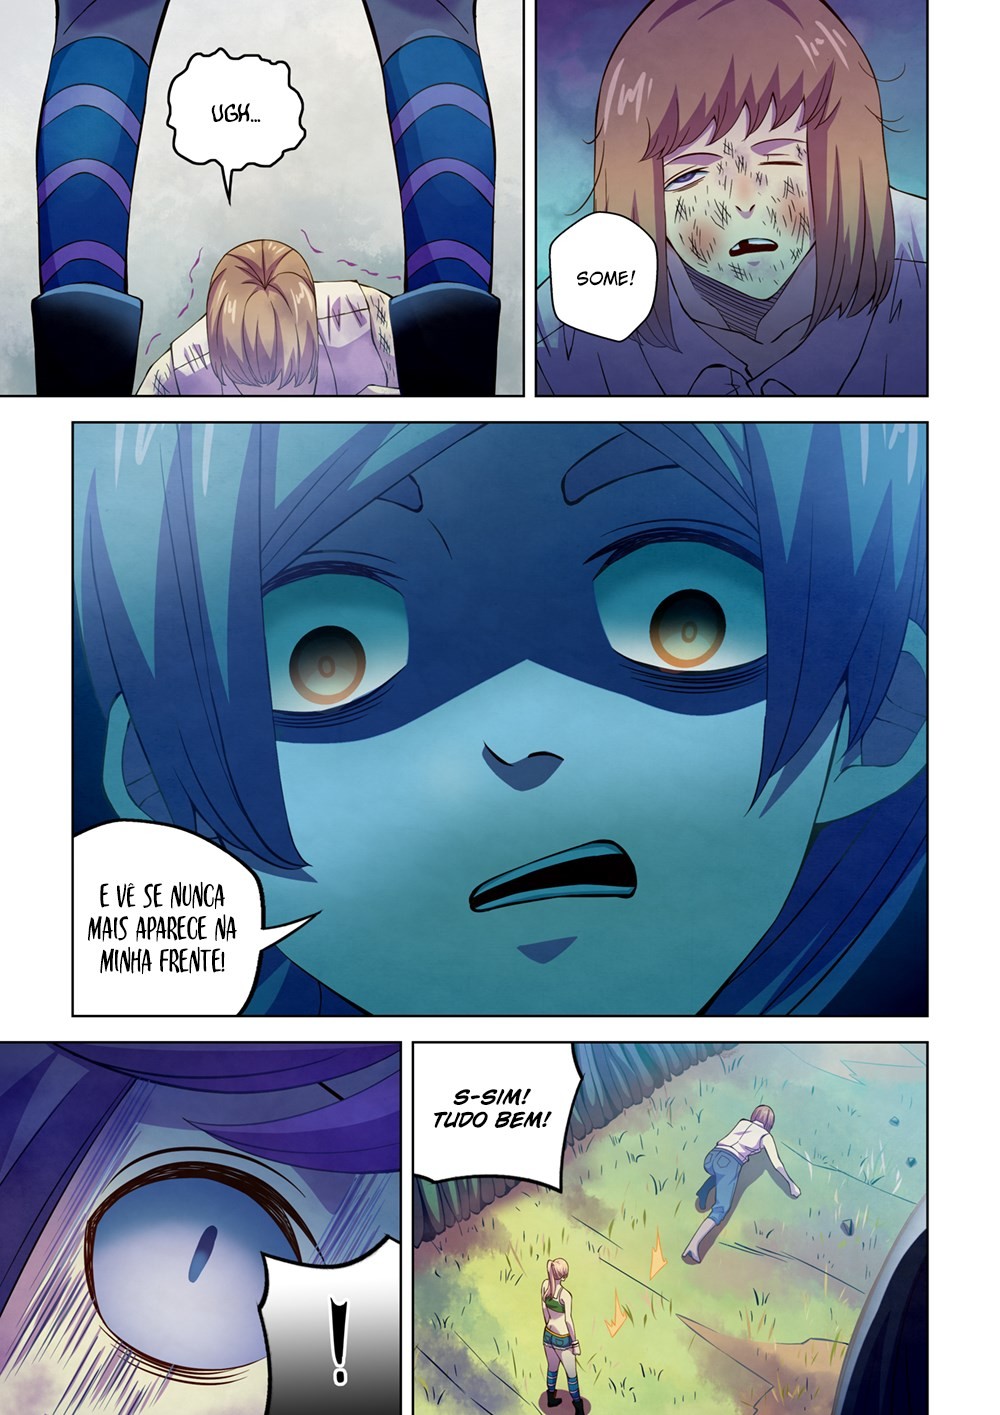 UGH...
SOME!
E VÊ SE NUNCA
MAIS APARECE NA
MINHA FRENTE!
!
S-SIM!
TUDO BEM!